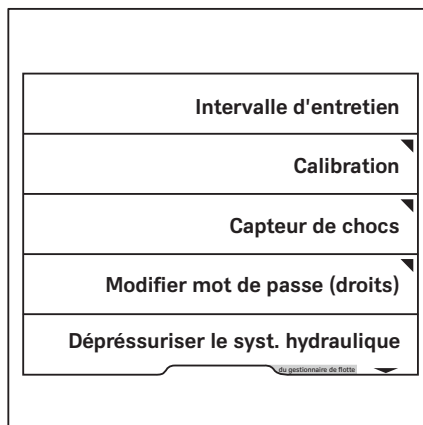 Intervalle d'entretien
Calibration
Capteur de chocs
Modifier mot de passe (droits)
Dépréssuriser le syst. hydraulique
du gestionnaire de flotte